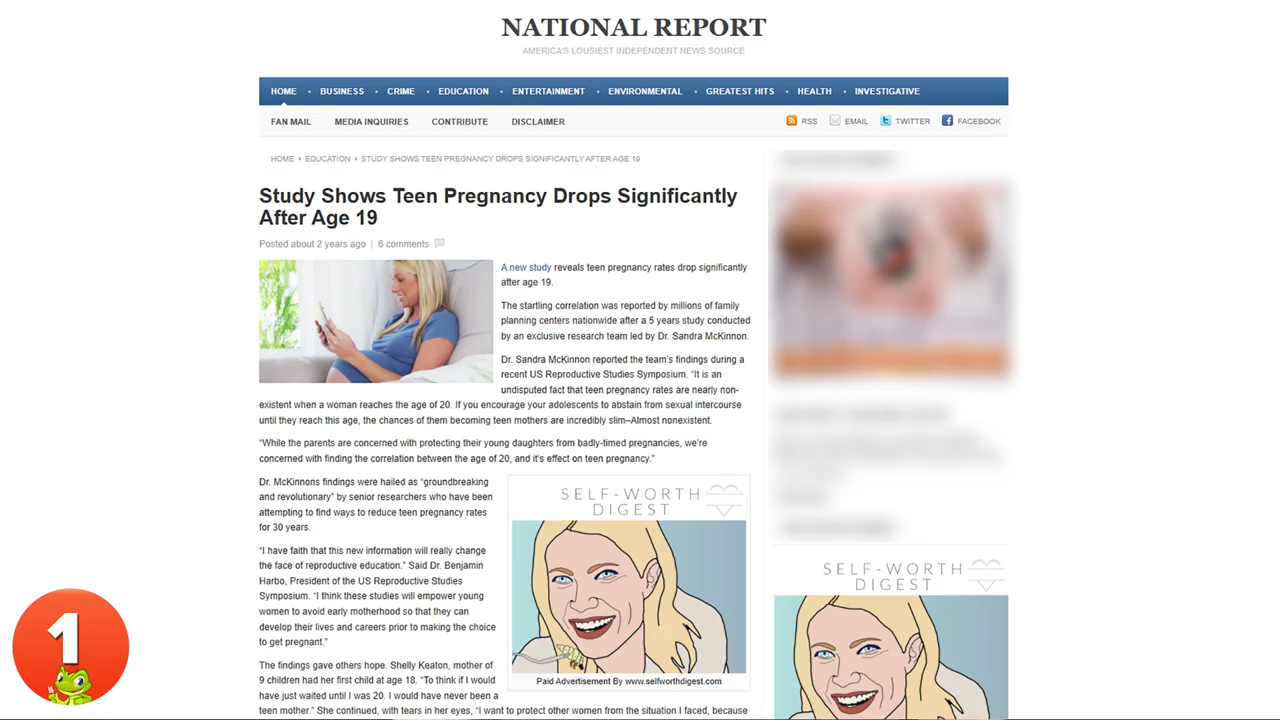 NATIONAL REPORT
AMERICA'S LOUSIEST INDEPENDENT NEWS SOURCE
HOME • BUSINESS • CRIME • EDUCATION • ENTERTAINMENT • ENVIRONMENTAL • GREATEST HITS • HEALTH • INVESTIGATIVE
FAN MAIL MEDIA INQUIRIES CONTRIBUTE DISCLAIMER RSS EMAIL TWITTER FACEBOOK
HOME EDUCATION STUDY SHOWS TEEN PREGNANCY DROPS SIGNIFICANTLY AFTER AGE 19
Study Shows Teen Pregnancy Drops Significantly
After Age 19
Posted about 2 years ago | 6 comments
A new study reveals teen pregnancy rates drop significantly
after age 19.
The startling correlation was reported by millions of family
planning centers nationwide after a 5 years study conducted
by an exclusive research team led by Dr. Sandra McKinnon.
Dr. Sandra McKinnon reported the team's findings during a
recent US Reproductive Studies Symposium. "It is an
undisputed fact that teen pregnancy rates are nearly non-
existent when a woman reaches the age of 20. If you encourage your adolescents to abstain from sexual intercourse
until they reach this age, the chances of them becoming teen mothers are incredibly slim–Almost nonexistent.
"While the parents are concerned with protecting their young daughters from badly-timed pregnancies, we're
concerned with finding the correlation between the age of 20, and it's effect on teen pregnancy."
Dr. McKinnons findings were hailed as "groundbreaking
and revolutionary" by senior researchers who have been
attempting to find ways to reduce teen pregnancy rates
for 30 years.
"I have faith that this new information will really change
the face of reproductive education." Said Dr. Benjamin
Harbo, President of the US Reproductive Studies
Symposium. "I think these studies will empower young
women to avoid early motherhood so that they can
develop their lives and careers prior to making the choice
to get pregnant."
The findings gave others hope. Shelly Keaton, mother of
9 children had her first child at age 18. "To think if I would
have just waited until I was 20. I would have never been a
teen mother." She continued, with tears in her eyes, "I want to protect other women from the situation I faced, because
SELF-WORTH
DIGEST
Paid Advertisement By www.selfworthdigest.com
SELF-WORTH
DIGEST
1